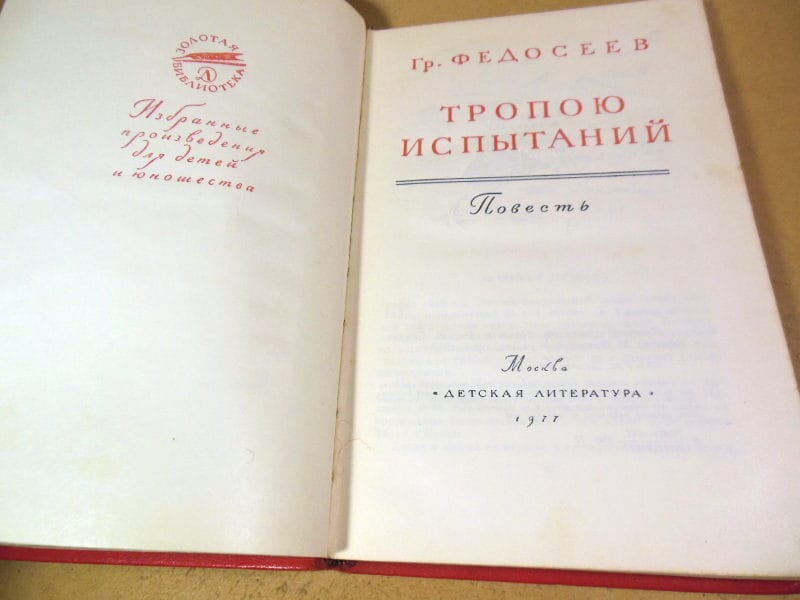 ЗОЛОТАЯ
БИБЛИОТЕКА
Избранные
произведения
для детей
и юношества
Гр. ФЕДОСЕЕВ
ТРОПОЮ
ИСПЫТАНИЙ
Повесть
Москва
«ДЕТСКАЯ ЛИТЕРАТУРА»
1977